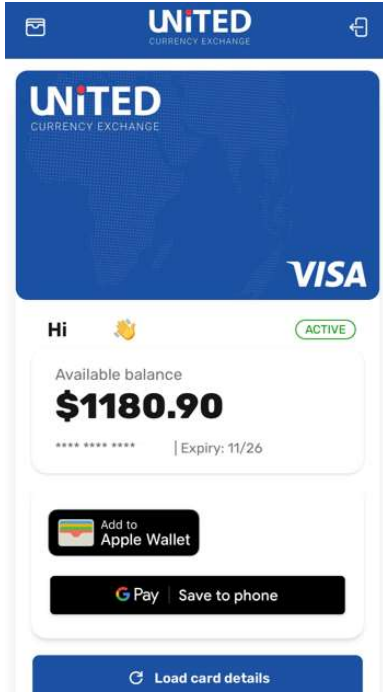 UNITED
CURRENCY EXCHANGE
UNITED
CURRENCY EXCHANGE
VISA
Hi
ACTIVE
Available balance
$1180.90
**** **** **** | Expiry: 11/26
Add to
Apple Wallet
G Pay | Save to phone
Load card details